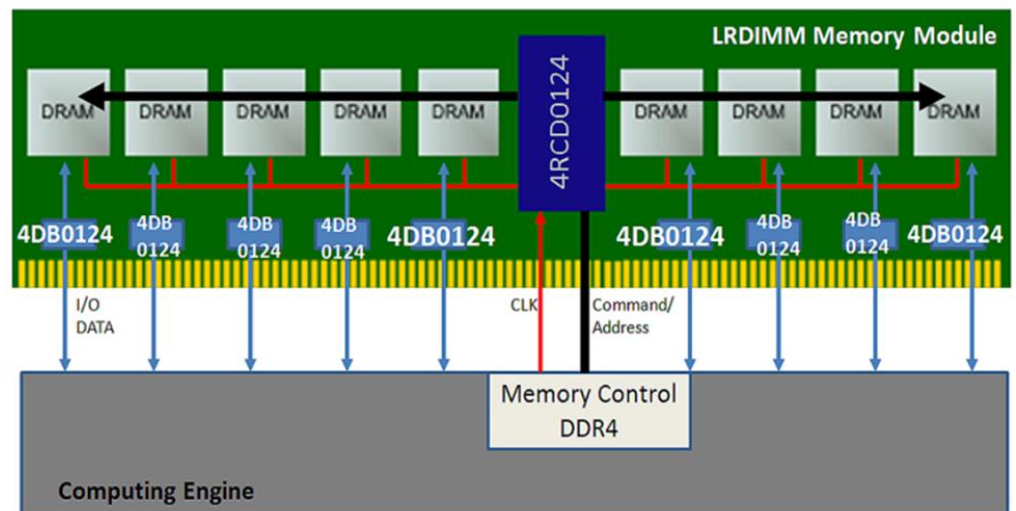 LRDIMM Memory Module
DRAM
DRAM
DRAM
DRAM
DRAM
4RCD0124
DRAM
DRAM
DRAM
DRAM
4DB0124
4DB
0124
4DB
0124
4DB
0124
4DB0124
4DB0124
4DB
0124
4DB
0124
4DB0124
I/O
DATA
CLK
Command/
Address
Memory Control
DDR4
Computing Engine